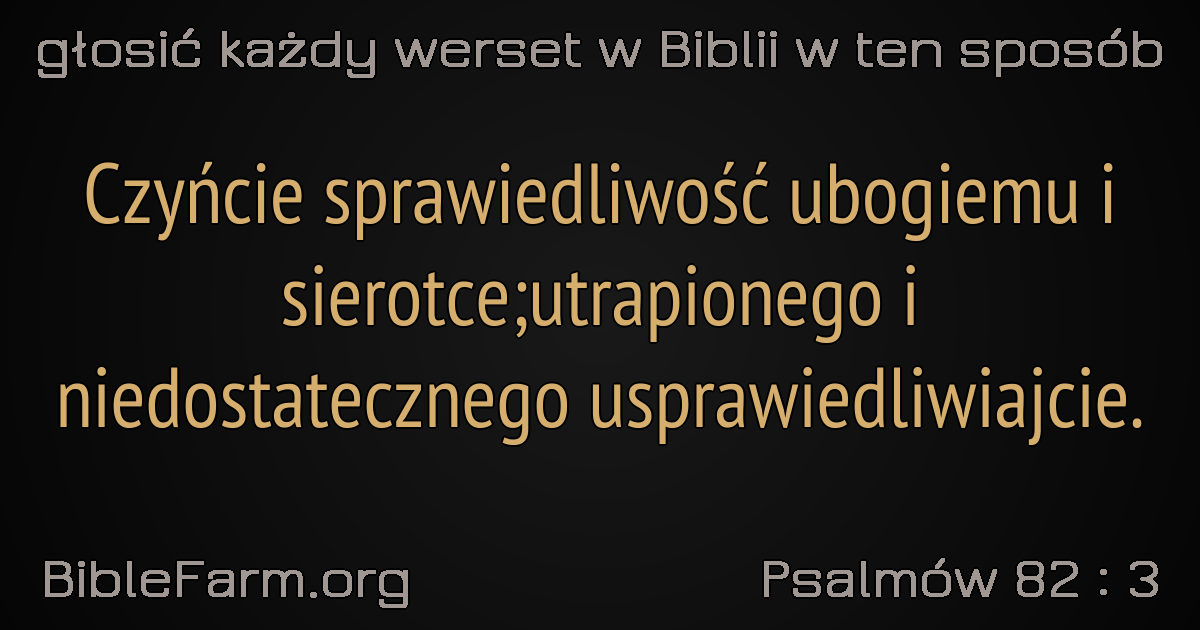 głosić każdy werset w Biblii w ten sposób
Czyńcie sprawiedliwość ubogiemu i
sierotce;utrapionego i
niedostatecznego usprawiedliwiajcie.
BibleFarm.org
Psalmów 82 : 3